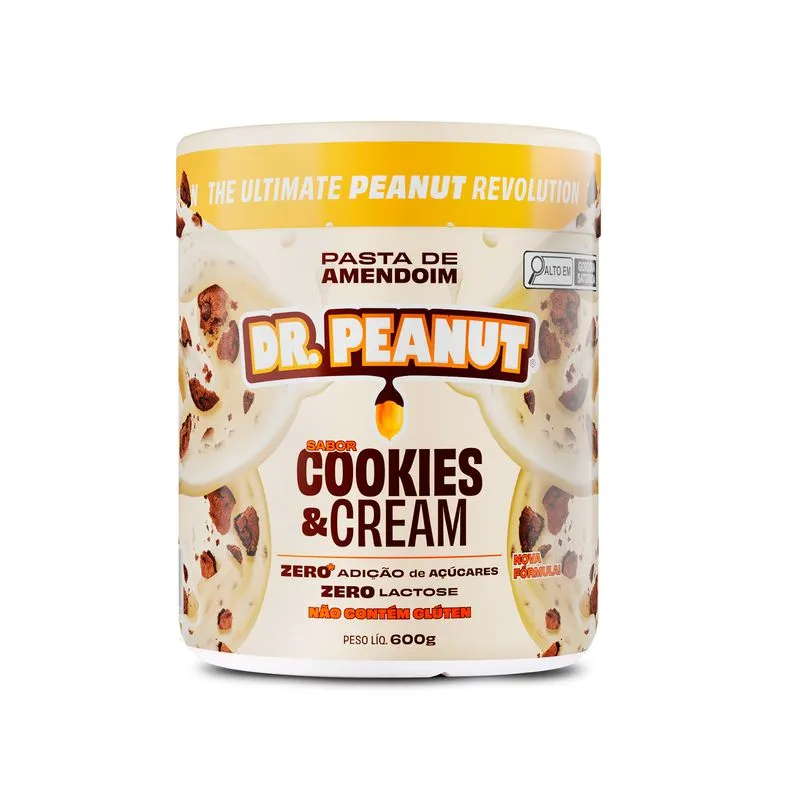 THE ULTIMATE PEANUT REVOLUTION
PASTA DE
AMENDOIM
ALTO EM
DR. PEANUT®
SABOR
COOKIES
&CREAM
ZERO* ADIÇÃO de AÇÚCARES
ZERO LACTOSE
NÃO CONTÉM GLÚTEN
NOVA
FÓRMULA!
PESO LÍQ. 600g